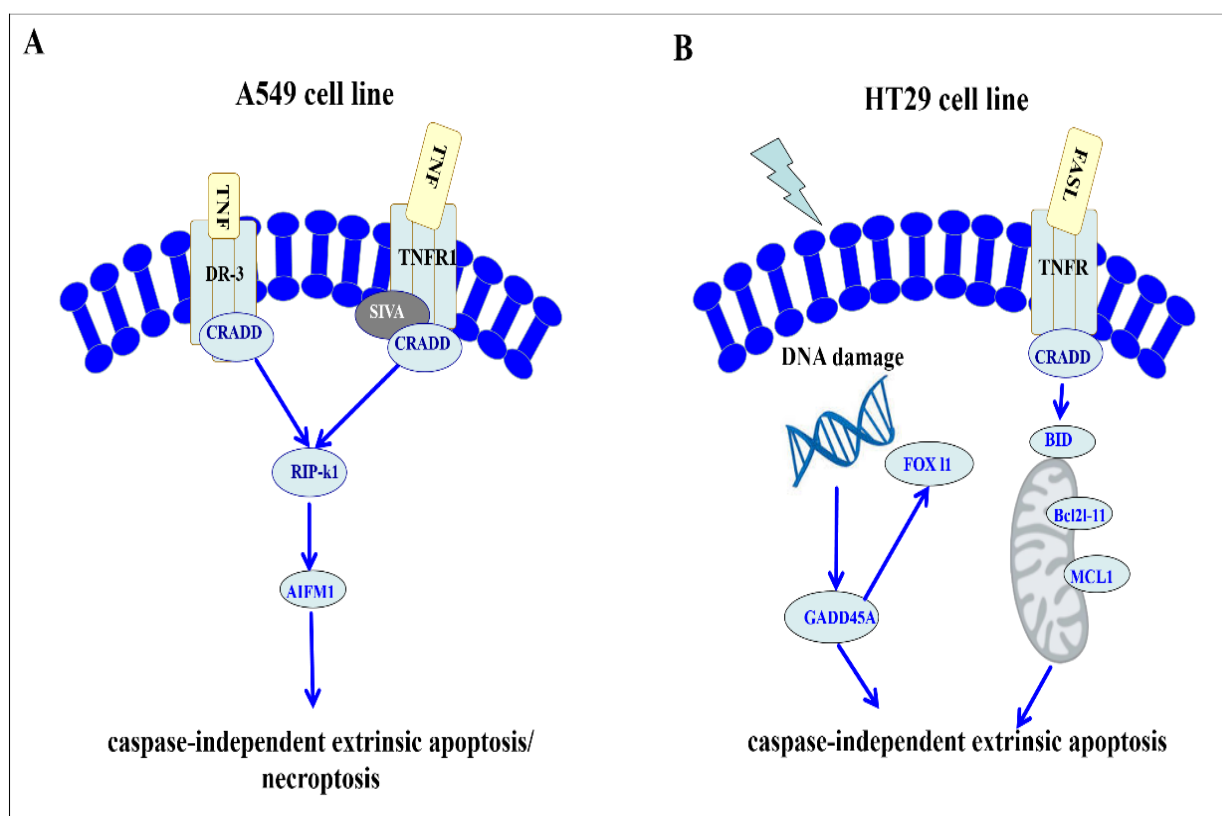 A
A549 cell line
TNF
TNF
DR-3
TNFR1
SIVA
CRADD
CRADD
RIP-k1
AIFM1
caspase-independent extrinsic apoptosis/
necroptosis
B
HT29 cell line
FASL
TNFR
CRADD
DNA damage
BID
FOX l1
Bcl2l-11
MCL1
GADD45A
caspase-independent extrinsic apoptosis